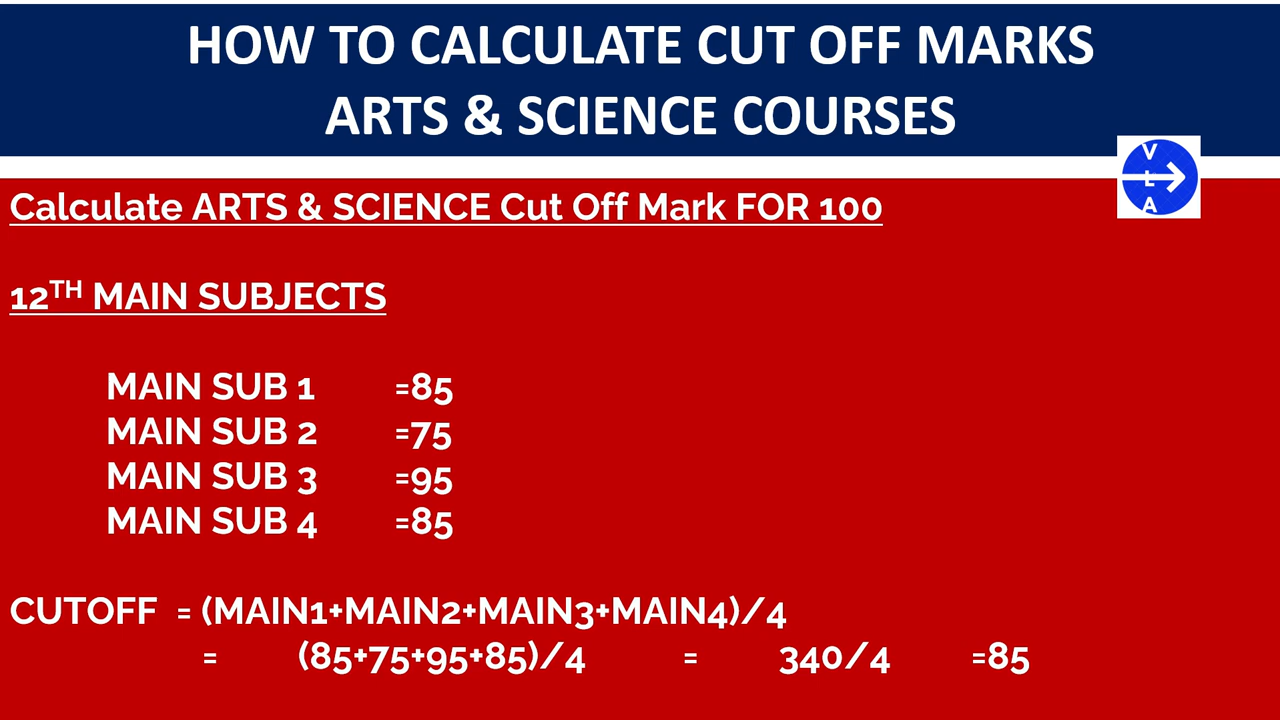 HOW TO CALCULATE CUT OFF MARKS
ARTS & SCIENCE COURSES
V
L
A
Calculate ARTS & SCIENCE Cut Off Mark FOR 100
12TH MAIN SUBJECTS
MAIN SUB 1 =85
MAIN SUB 2 =75
MAIN SUB 3 =95
MAIN SUB 4 =85
CUTOFF = (MAIN1+MAIN2+MAIN3+MAIN4)/4
= (85+75+95+85)/4 = 340/4 =85